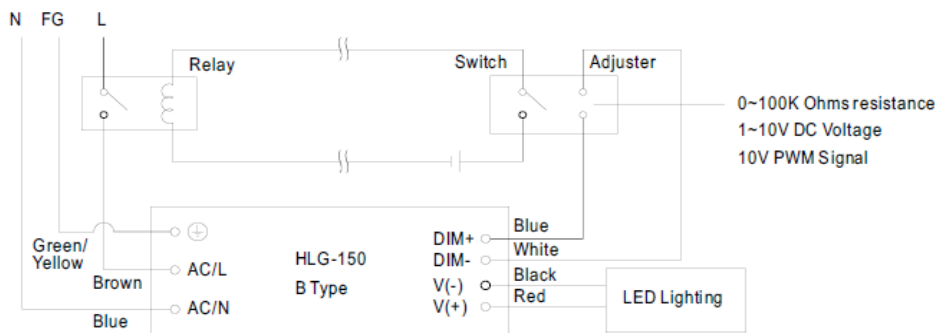 N FG L
Relay
Switch
Adjuster
0~100K Ohms resistance
1~10V DC Voltage
10V PWM Signal
Green/
Yellow
Brown
Blue
AC/L
AC/N
HLG-150
B Type
DIM+
DIM-
V(-)
V(+)
Blue
White
Black
Red
LED Lighting